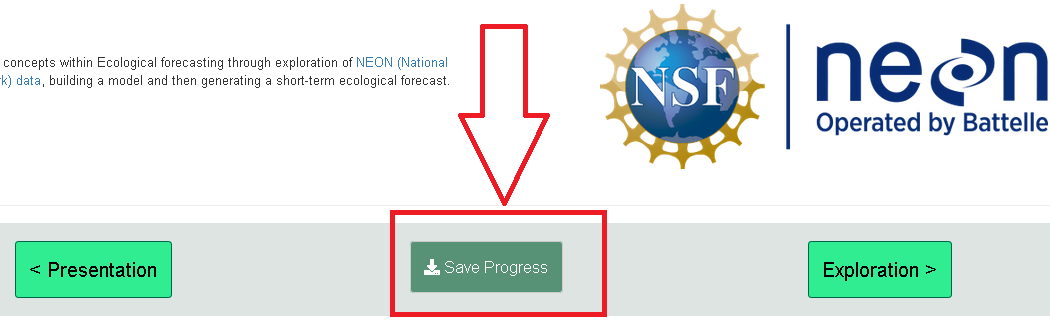 concepts within Ecological forecasting through exploration of NEON (National
k) data, building a model and then generating a short-term ecological forecast.
NSF
neon
Operated by Battelle
< Presentation
Save Progress
Exploration >